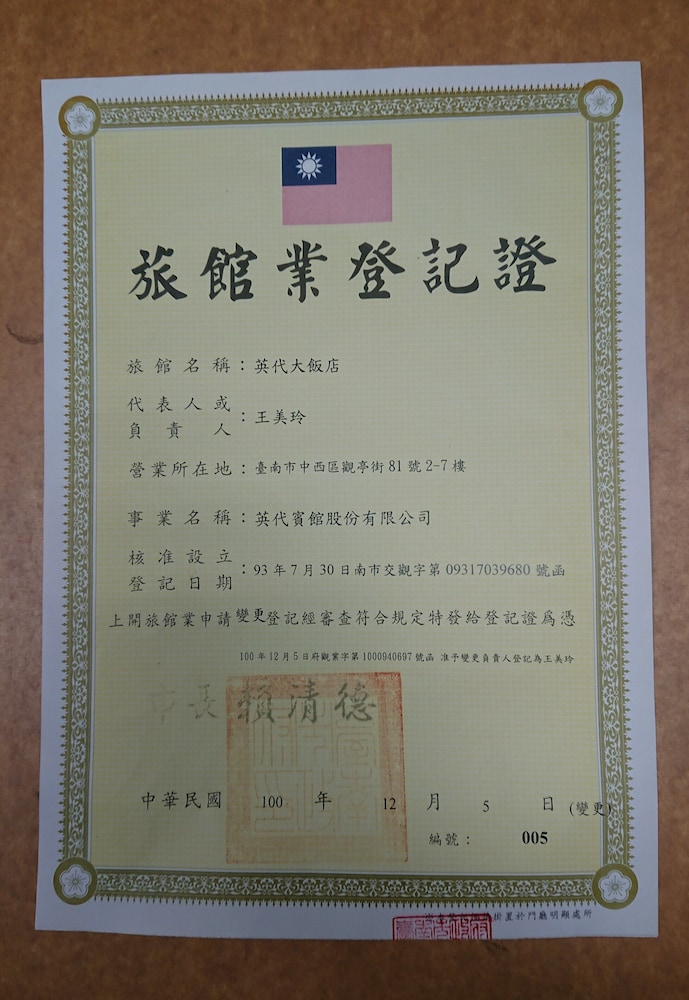 旅館業登記證
旅館名稱：英代大飯店
代表人或
負責人：王美玲
營業所在地：臺南市中西區觀亭街81號2-7樓
事業名稱：英代賓館股份有限公司
核准設立
登記日期：93年7月30日南市交觀字第09317039680號函
上開旅館業申請變更登記經審查符合規定特發給登記證為憑
100年12月5日府觀業字第1000940697號函 准予變更負責人登記為王美玲
市長 賴清德
中華民國 100 年 12 月 5 日 (變更)
編號： 005
掛置於門廳明顯處所